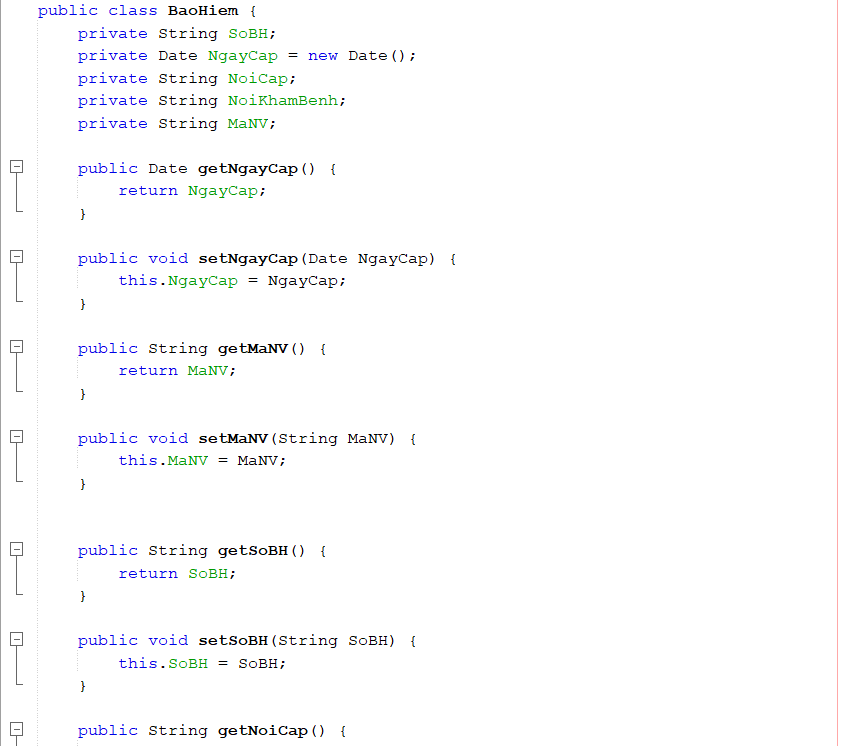 public class BaoHiem {
    private String SoBH;
    private Date NgayCap = new Date();
    private String NoiCap;
    private String NoiKhamBenh;
    private String MaNV;

    public Date getNgayCap() {
        return NgayCap;
    }

    public void setNgayCap(Date NgayCap) {
        this.NgayCap = NgayCap;
    }

    public String getMaNV() {
        return MaNV;
    }

    public void setMaNV(String MaNV) {
        this.MaNV = MaNV;
    }


    public String getSoBH() {
        return SoBH;
    }

    public void setSoBH(String SoBH) {
        this.SoBH = SoBH;
    }

    public String getNoiCap() {